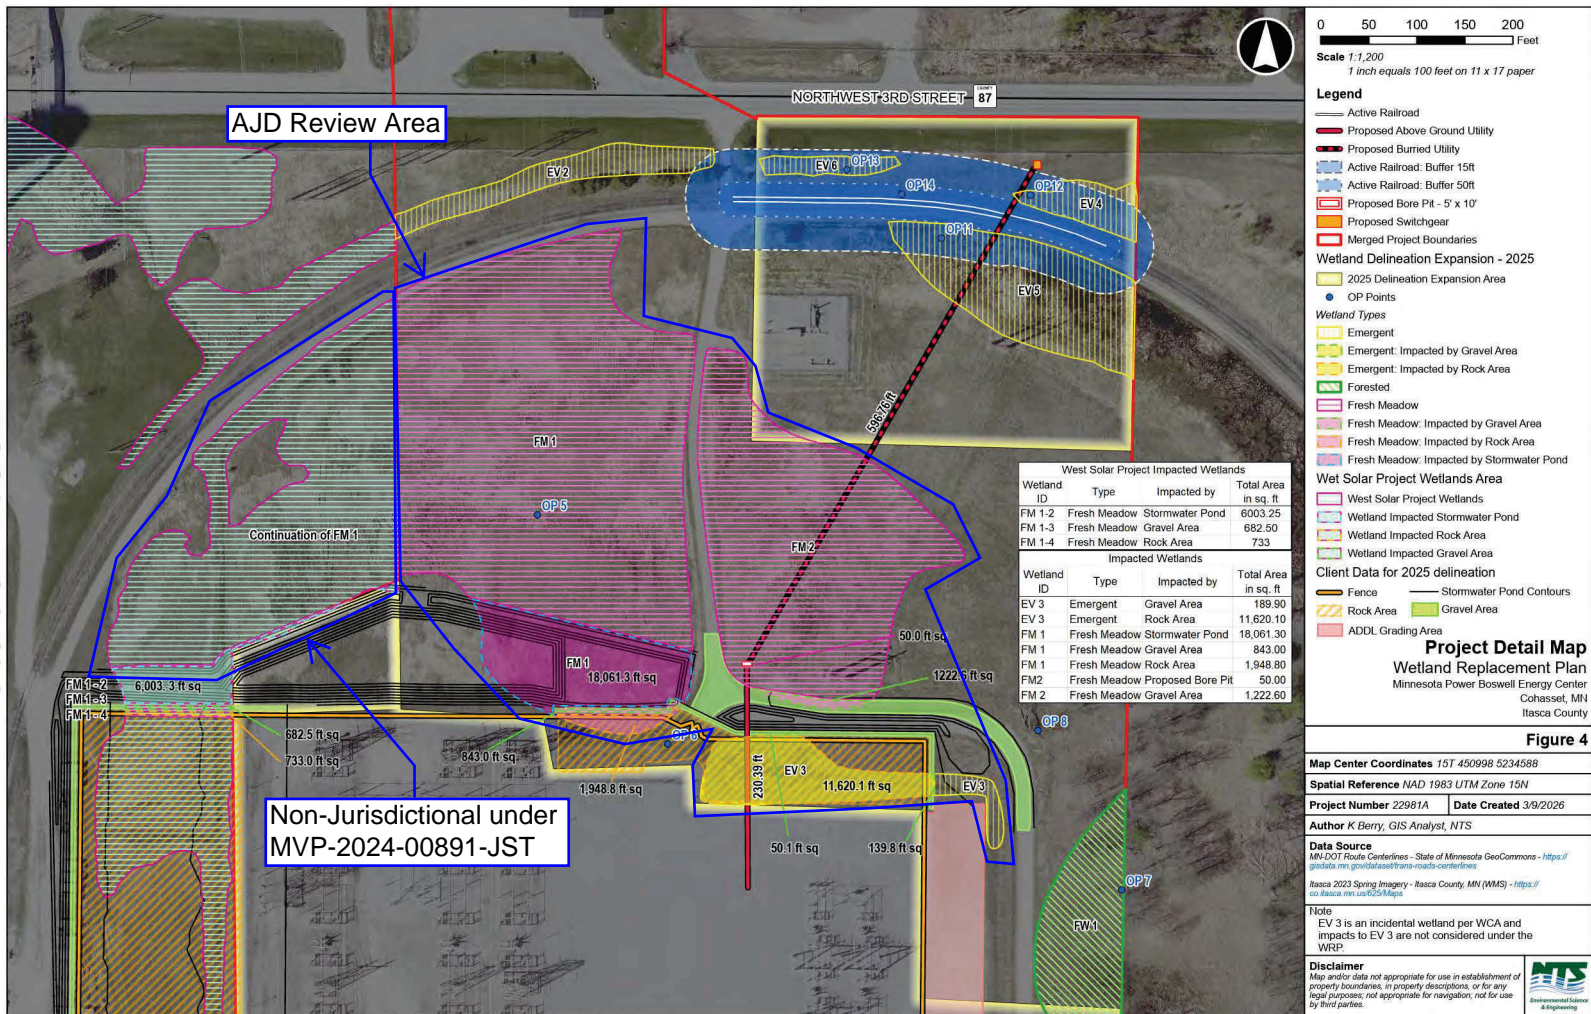 AJD Review Area
NORTHWEST 3RD STREET
COUNTY
87
EV 2
EV 6
OP13
OP14
OP12
EV 4
OP11
EV 5
596.76 ft
FM 1
OP 5
FM 2
Continuation of FM 1
50.0 ft sq
FM 1
18,061.3 ft sq
1222.6 ft sq
FM 1 - 2
FM 1 - 3
FM 1 - 4
6,003.3 ft sq
682.5 ft sq
733.0 ft sq
843.0 ft sq
OP 6
OP 8
1,948.8 ft sq
230.39 ft
EV 3
11,620.1 ft sq
EV 3
50.1 ft sq
139.8 ft sq
OP 7
FW 1
Non-Jurisdictional under
MVP-2024-00891-JST
West Solar Project Impacted Wetlands
Wetland ID Type Impacted by Total Area in sq. ft
FM 1-2 Fresh Meadow Stormwater Pond 6003.25
FM 1-3 Fresh Meadow Gravel Area 682.50
FM 1-4 Fresh Meadow Rock Area 733
Impacted Wetlands
Wetland ID Type Impacted by Total Area in sq. ft
EV 3 Emergent Gravel Area 189.90
EV 3 Emergent Rock Area 11,620.10
FM 1 Fresh Meadow Stormwater Pond 18,061.30
FM 1 Fresh Meadow Gravel Area 843.00
FM 1 Fresh Meadow Rock Area 1,948.80
FM2 Fresh Meadow Proposed Bore Pit 50.00
FM 2 Fresh Meadow Gravel Area 1,222.60
0 50 100 150 200
Feet
Scale 1:1,200
1 inch equals 100 feet on 11 x 17 paper
Legend
Active Railroad
Proposed Above Ground Utility
Proposed Burried Utility
Active Railroad: Buffer 15ft
Active Railroad: Buffer 50ft
Proposed Bore Pit - 5' x 10'
Proposed Switchgear
Merged Project Boundaries
Wetland Delineation Expansion - 2025
2025 Delineation Expansion Area
OP Points
Wetland Types
Emergent
Emergent: Impacted by Gravel Area
Emergent: Impacted by Rock Area
Forested
Fresh Meadow
Fresh Meadow: Impacted by Gravel Area
Fresh Meadow: Impacted by Rock Area
Fresh Meadow: Impacted by Stormwater Pond
Wet Solar Project Wetlands Area
West Solar Project Wetlands
Wetland Impacted Stormwater Pond
Wetland Impacted Rock Area
Wetland Impacted Gravel Area
Client Data for 2025 delineation
Fence Stormwater Pond Contours
Rock Area Gravel Area
ADDL Grading Area
Project Detail Map
Wetland Replacement Plan
Minnesota Power Boswell Energy Center
Cohasset, MN
Itasca County
Figure 4
Map Center Coordinates 15T 450998 5234588
Spatial Reference NAD 1983 UTM Zone 15N
Project Number 22981A Date Created 3/9/2026
Author K Berry, GIS Analyst, NTS
Data Source
MN-DOT Route Centerlines - State of Minnesota GeoCommons - https://
gisdata.mn.gov/dataset/trans-roads-centerlines
Itasca 2023 Spring Imagery - Itasca County, MN (WMS) - https://
co.itasca.mn.us/625/Maps
Note
EV 3 is an incidental wetland per WCA and
impacts to EV 3 are not considered under the
WRP.
Disclaimer
Map and/or data not appropriate for use in establishment of
property boundaries, in property descriptions, or for any
legal purposes; not appropriate for navigation; not for use
by third parties.
NTS
Environmental Science
& Engineering